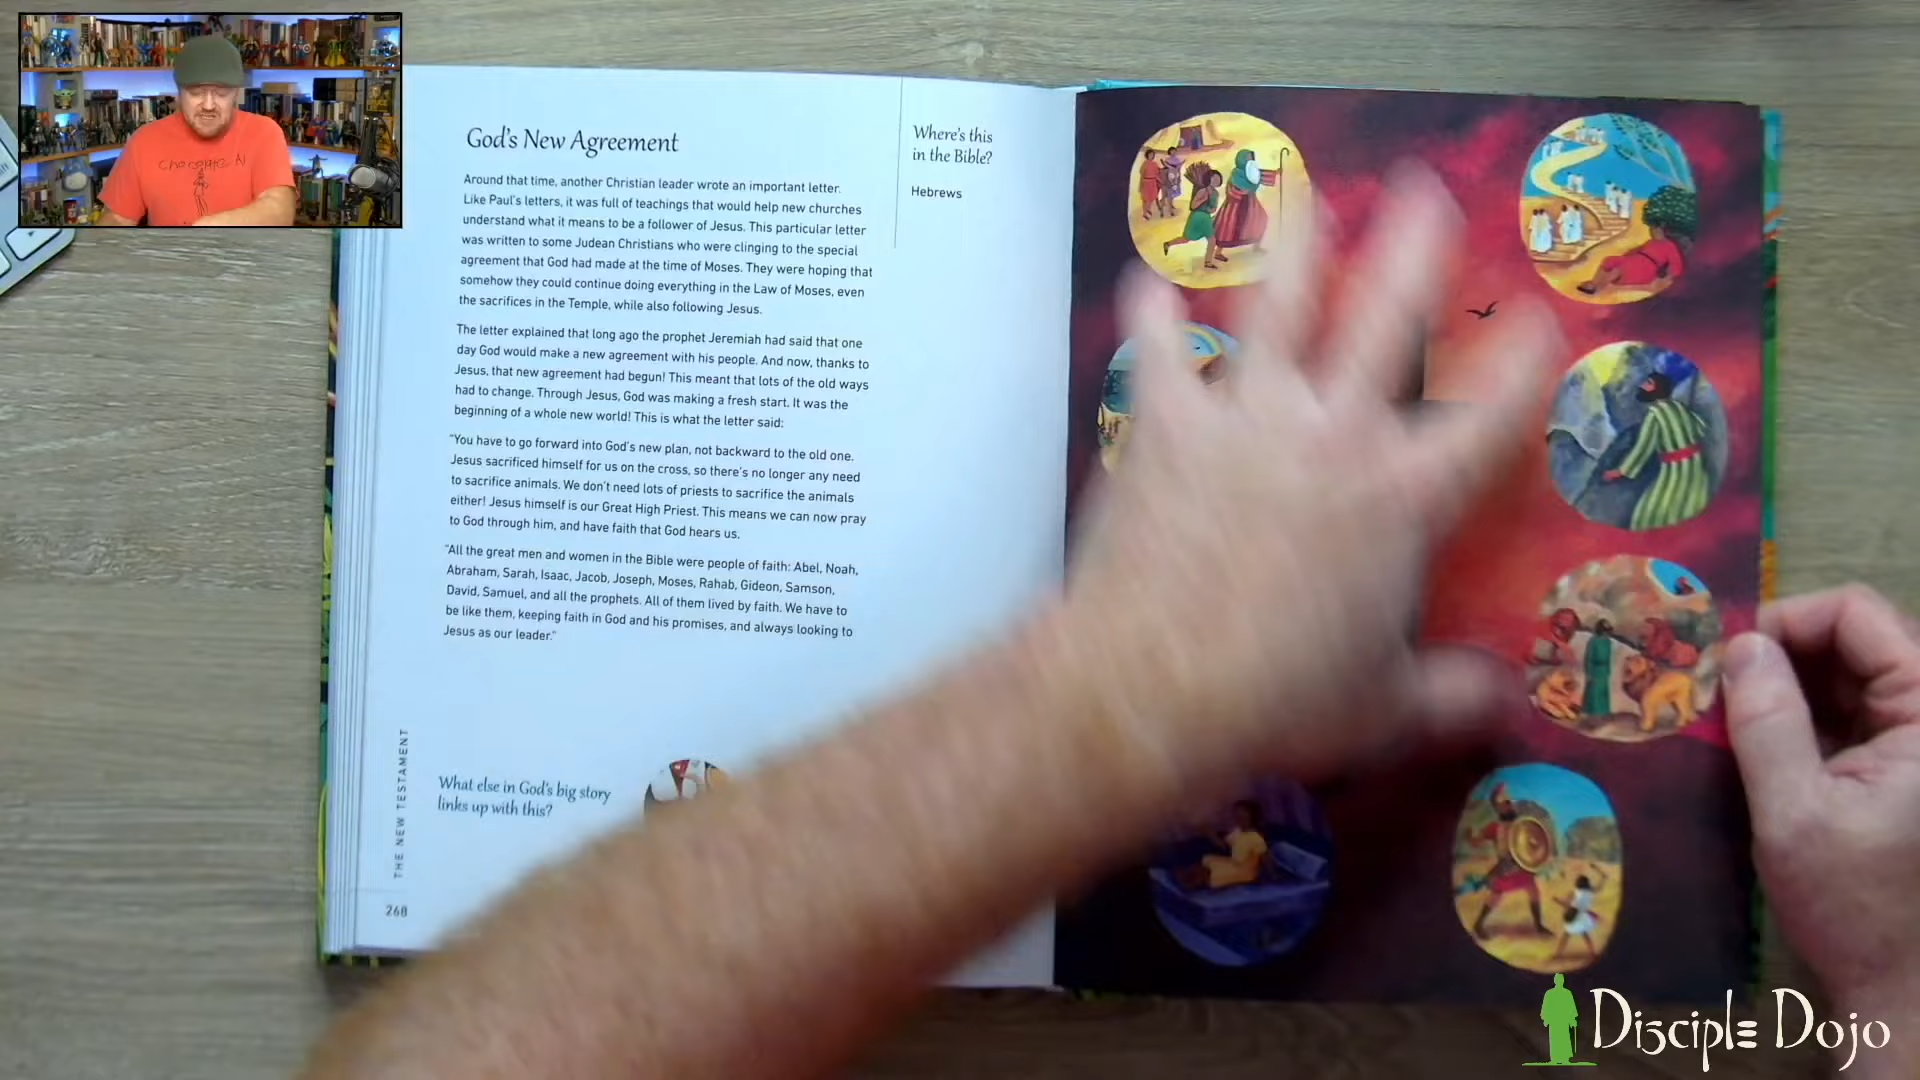 God's New Agreement
Around that time, another Christian leader wrote an important letter.
Like Paul's letters, it was full of teachings that would help new churches
understand what it means to be a follower of Jesus. This particular letter
was written to some Judean Christians who were clinging to the special
agreement that God had made at the time of Moses. They were hoping that
somehow they could continue doing everything in the Law of Moses, even
the sacrifices in the Temple, while also following Jesus.
The letter explained that long ago the prophet Jeremiah had said that one
day God would make a new agreement with his people. And now, thanks to
Jesus, that new agreement had begun! This meant that lots of the old ways
had to change. Through Jesus, God was making a fresh start. It was the
beginning of a whole new world! This is what the letter said:
"You have to go forward into God's new plan, not backward to the old one.
Jesus sacrificed himself for us on the cross, so there's no longer any need
to sacrifice animals. We don't need lots of priests to sacrifice the animals
either! Jesus himself is our Great High Priest. This means we can now pray
to God through him, and have faith that God hears us.
"All the great men and women in the Bible were people of faith: Abel, Noah,
Abraham, Sarah, Isaac, Jacob, Joseph, Moses, Rahab, Gideon, Samson,
David, Samuel, and all the prophets. All of them lived by faith. We have to
be like them, keeping faith in God and his promises, and always looking to
Jesus as our leader."
Where's this
in the Bible?
Hebrews
What else in God's big story
links up with this?
THE NEW TESTAMENT
268
Disciple Dojo